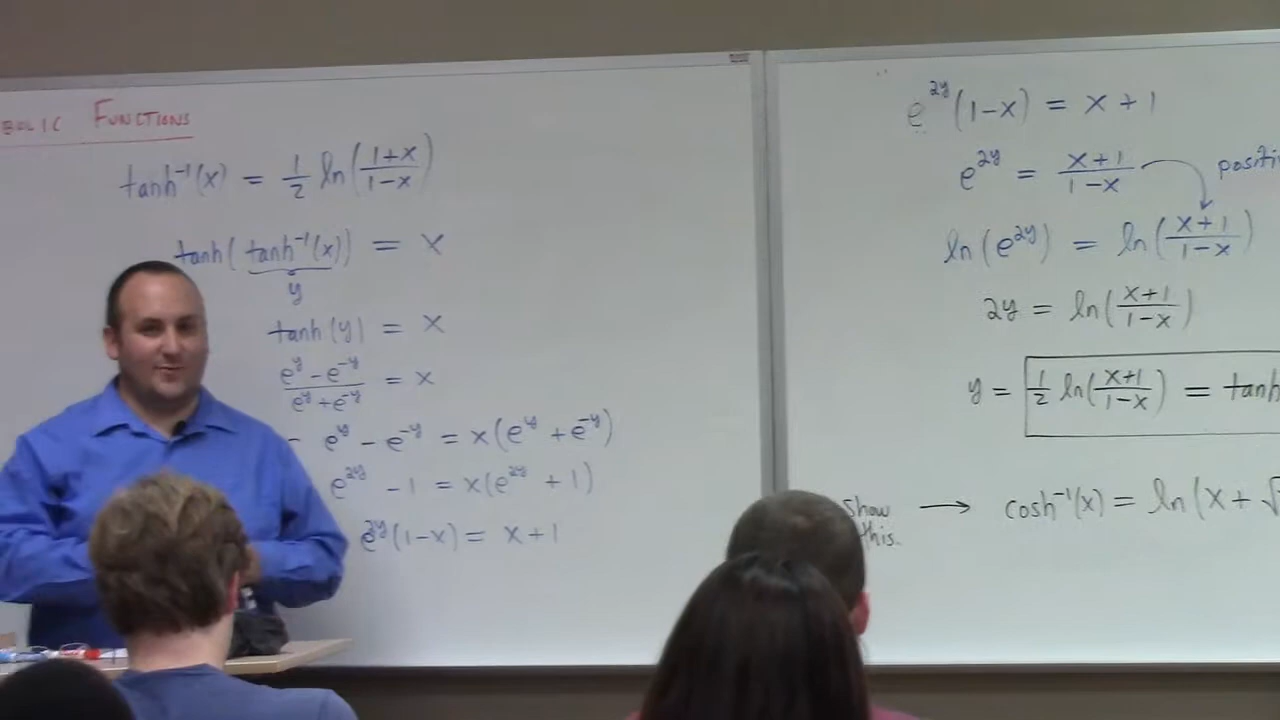 BOLIC FUNCTIONS
tanh⁻¹(x) = 1/2 ln((1+x)/(1-x))
tanh(tanh⁻¹(x)) = x
y
tanh(y) = x
(e^y - e^-y)/(e^y + e^-y) = x
e^y - e^-y = x(e^y + e^-y)
e^2y - 1 = x(e^2y + 1)
e^2y(1-x) = x + 1
e^2y(1-x) = x + 1
e^2y = (x+1)/(1-x) positi
ln(e^2y) = ln((x+1)/(1-x))
2y = ln((x+1)/(1-x))
y = 1/2 ln((x+1)/(1-x)) = tanh
Show → cosh⁻¹(x) = ln(x + √
this.